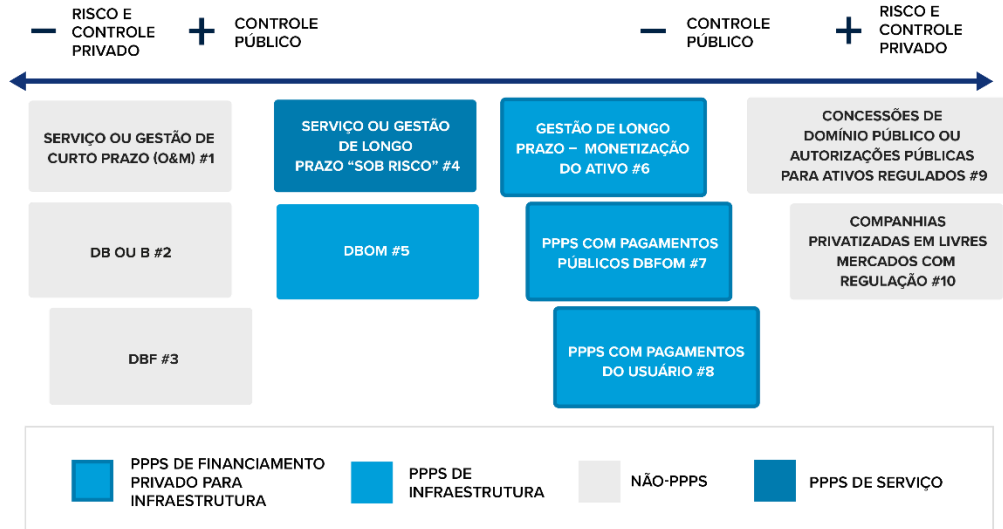 RISCO E
CONTROLE
PRIVADO
CONTROLE
PÚBLICO
CONTROLE
PÚBLICO
RISCO E
CONTROLE
PRIVADO
SERVIÇO OU GESTÃO DE
CURTO PRAZO (O&M) #1
SERVIÇO OU GESTÃO
DE LONGO
PRAZO “SOB RISCO” #4
GESTÃO DE LONGO
PRAZO – MONETIZAÇÃO
DO ATIVO #6
CONCESSÕES DE
DOMÍNIO PÚBLICO OU
AUTORIZAÇÕES PÚBLICAS
PARA ATIVOS REGULADOS #9
DB OU B #2
DBOM #5
PPPS COM PAGAMENTOS
PÚBLICOS DBFOM #7
COMPANHIAS
PRIVATIZADAS EM LIVRES
MERCADOS COM
REGULAÇÃO #10
DBF #3
PPPS COM PAGAMENTOS
DO USUÁRIO #8
PPPS DE FINANCIAMENTO
PRIVADO PARA
INFRAESTRUTURA
PPPS DE
INFRAESTRUTURA
NÃO-PPPS
PPPS DE SERVIÇO